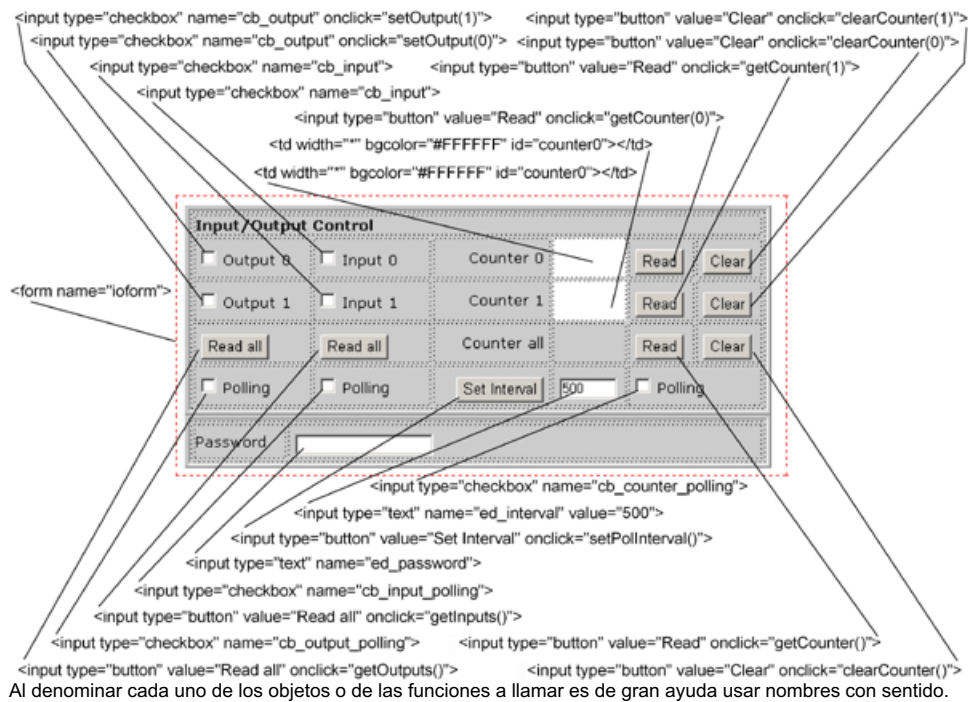 <input type="checkbox" name="cb_output" onclick="setOutput(1)">
<input type="button" value="Clear" onclick="clearCounter(1)">
<input type="checkbox" name="cb_output" onclick="setOutput(0)">
<input type="button" value="Clear" onclick="clearCounter(0)">
<input type="checkbox" name="cb_input">
<input type="button" value="Read" onclick="getCounter(1)">
<input type="checkbox" name="cb_input">
<input type="button" value="Read" onclick="getCounter(0)">
<td width="*" bgcolor="#FFFFFF" id="counter0"></td>
<td width="*" bgcolor="#FFFFFF" id="counter0"></td>
Input/Output Control
Output 0 Input 0 Counter 0 Read Clear
<form name="ioform">
Output 1 Input 1 Counter 1 Read Clear
Read all Read all Counter all Read Clear
Polling Polling Set Interval 500 Polling
Password
<input type="checkbox" name="cb_counter_polling">
<input type="text" name="ed_interval" value="500">
<input type="button" value="Set Interval" onclick="setPollInterval()">
<input type="text" name="ed_password">
<input type="checkbox" name="cb_input_polling">
<input type="button" value="Read all" onclick="getInputs()">
<input type="checkbox" name="cb_output_polling">
<input type="button" value="Read" onclick="getCounter()">
<input type="button" value="Read all" onclick="getOutputs()">
<input type="button" value="Clear" onclick="clearCounter()">
Al denominar cada uno de los objetos o de las funciones a llamar es de gran ayuda usar nombres con sentido.